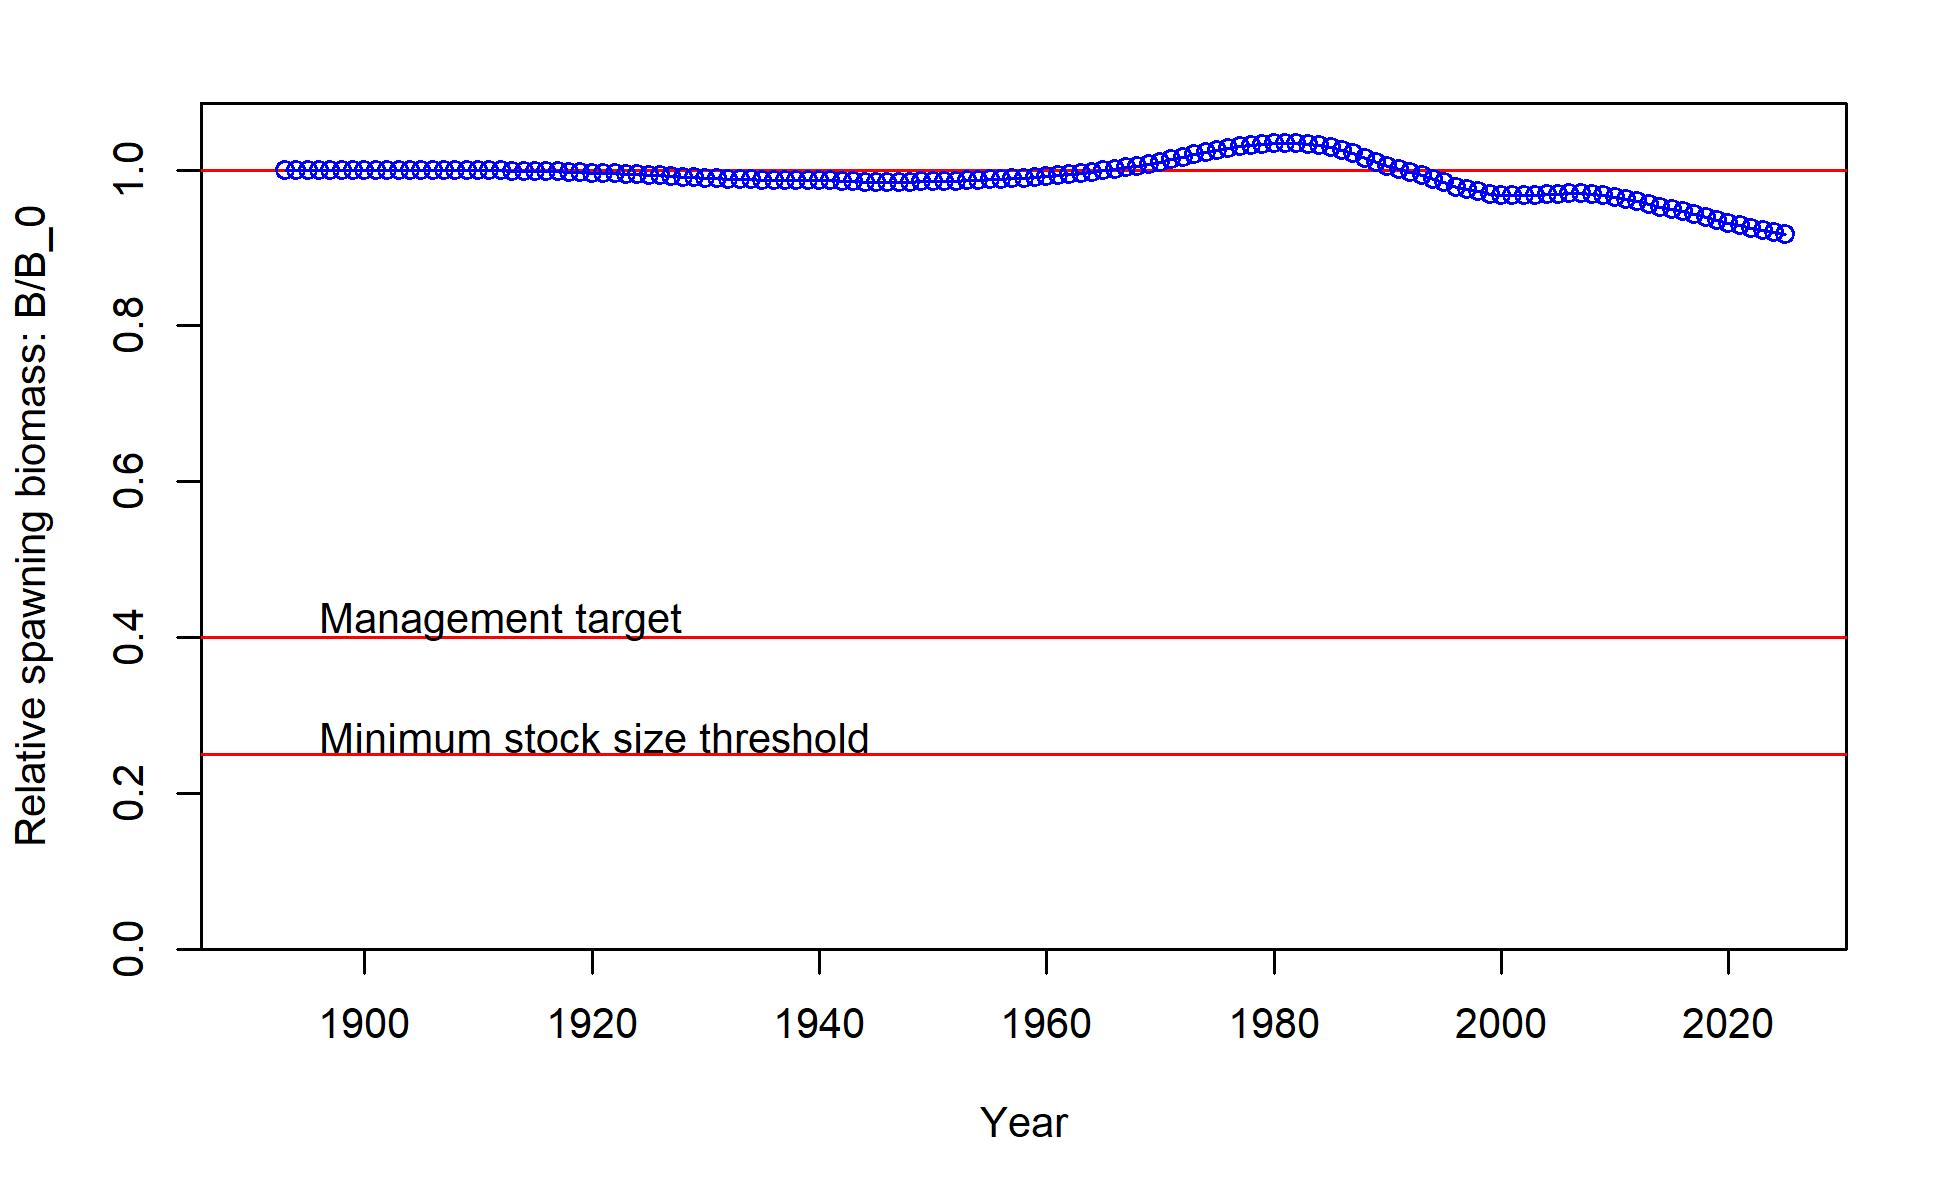 Relative spawning biomass: B/B_0
1.0
0.8
0.6
0.4
0.2
0.0
Management target
Minimum stock size threshold
1900 1920 1940 1960 1980 2000 2020
Year